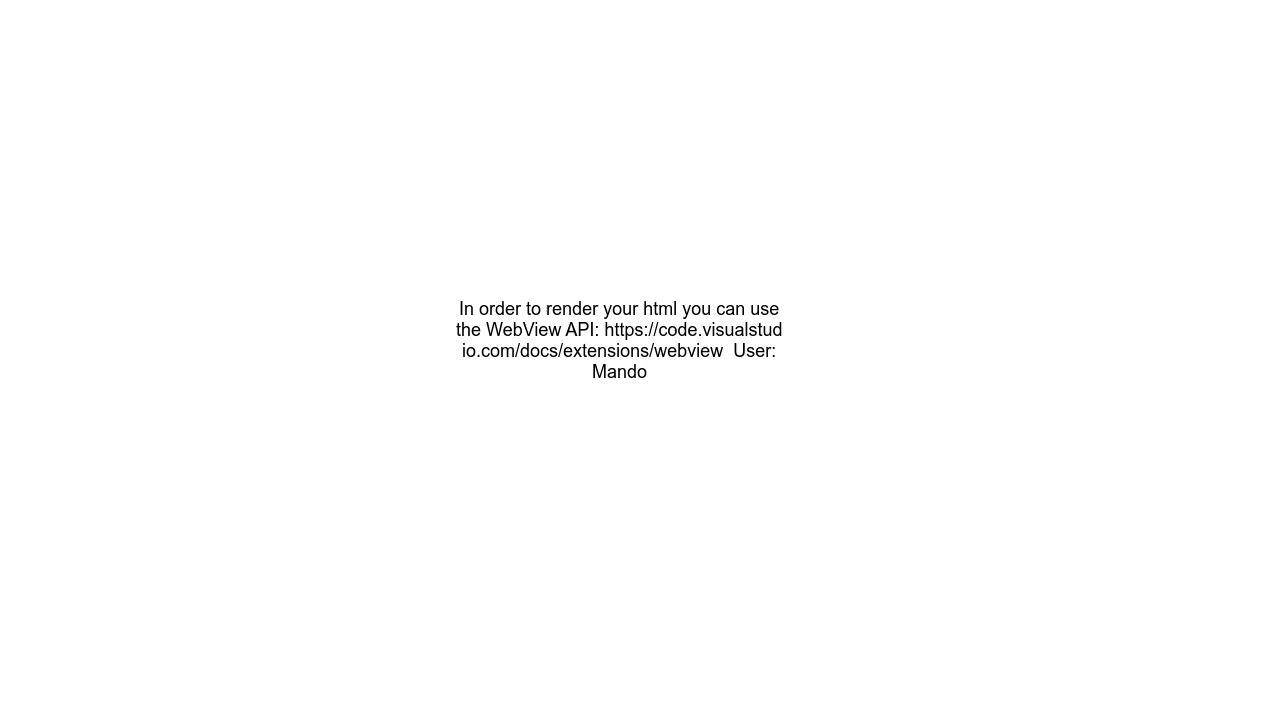 In order to render your html you can use
the WebView API: https://code.visualstud
io.com/docs/extensions/webview  User:
Mando